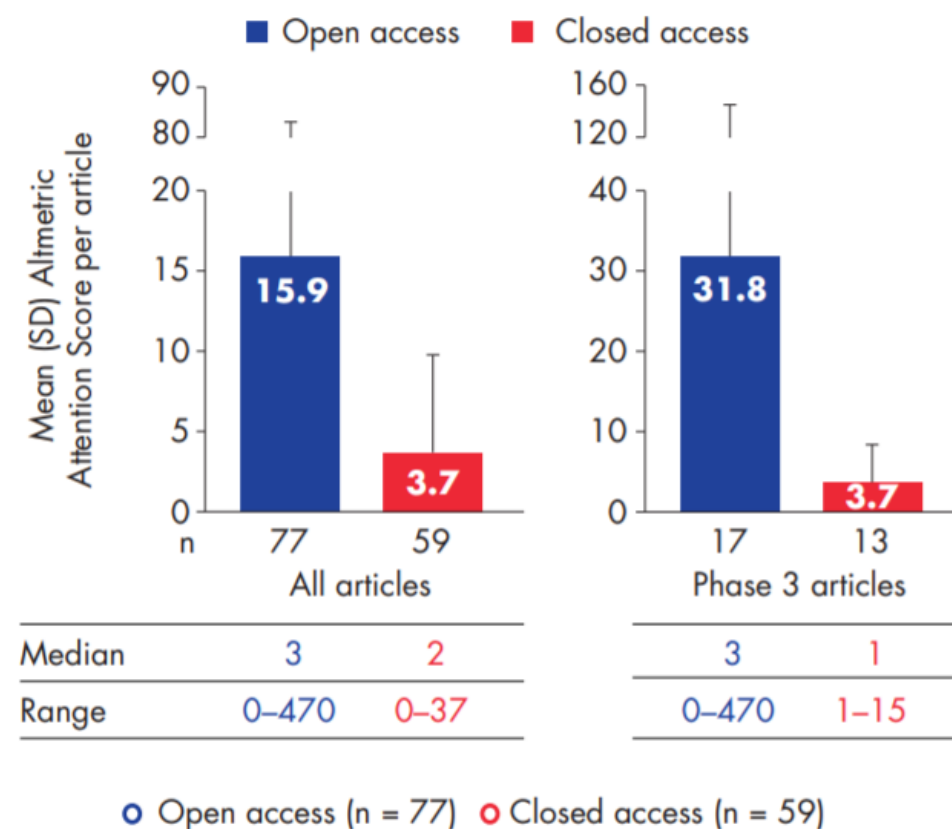 Open access Closed access
Mean (SD) Altmetric
Attention Score per article
90
80
20
15
10
5
0
15.9
3.7
n 77 59
All articles
160
120
40
30
20
10
0
31.8
3.7
17 13
Phase 3 articles
Median 3 2 3 1
Range 0–470 0–37 0–470 1–15
Open access (n = 77) Closed access (n = 59)